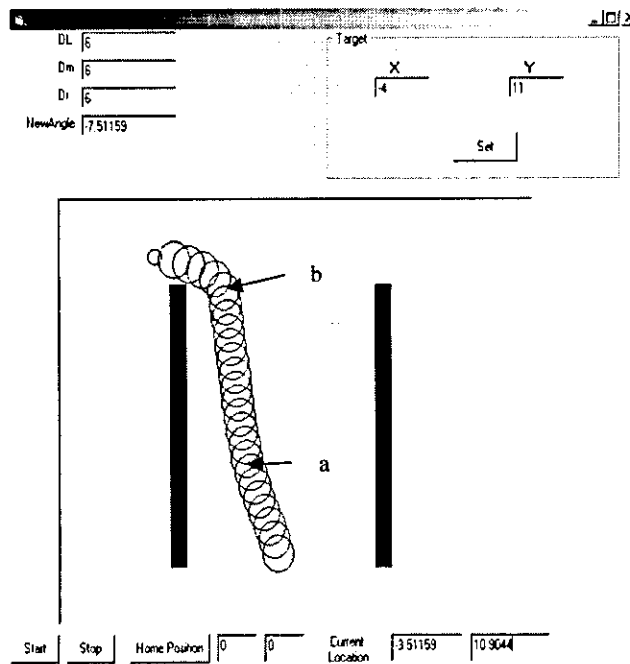 DL 6
Target
Dm 6
X Y
Dr 6
-4 11
NewAngle -7.51159
Set
b
a
Start Stop Home Position 0 0 Current Location -3.51159 10.9044